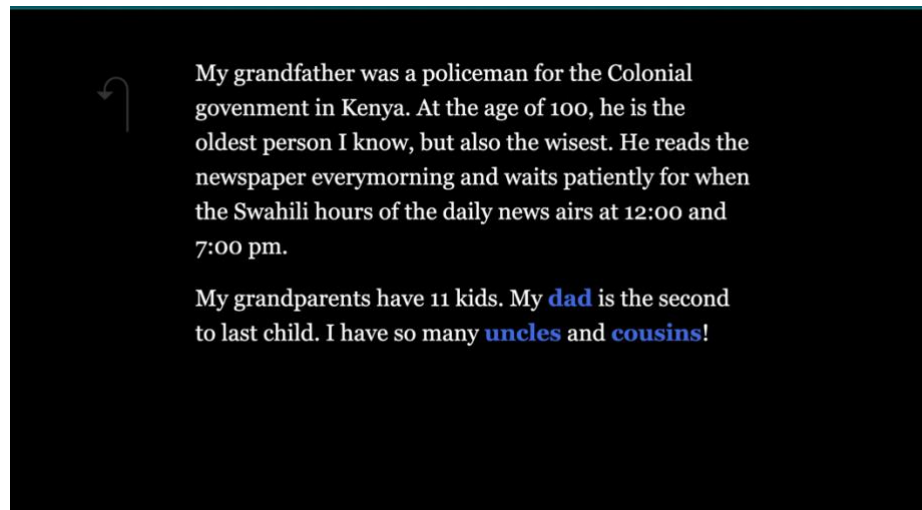 My grandfather was a policeman for the Colonial
govenment in Kenya. At the age of 100, he is the
oldest person I know, but also the wisest. He reads the
newspaper everymorning and waits patiently for when
the Swahili hours of the daily news airs at 12:00 and
7:00 pm.
My grandparents have 11 kids. My dad is the second
to last child. I have so many uncles and cousins!